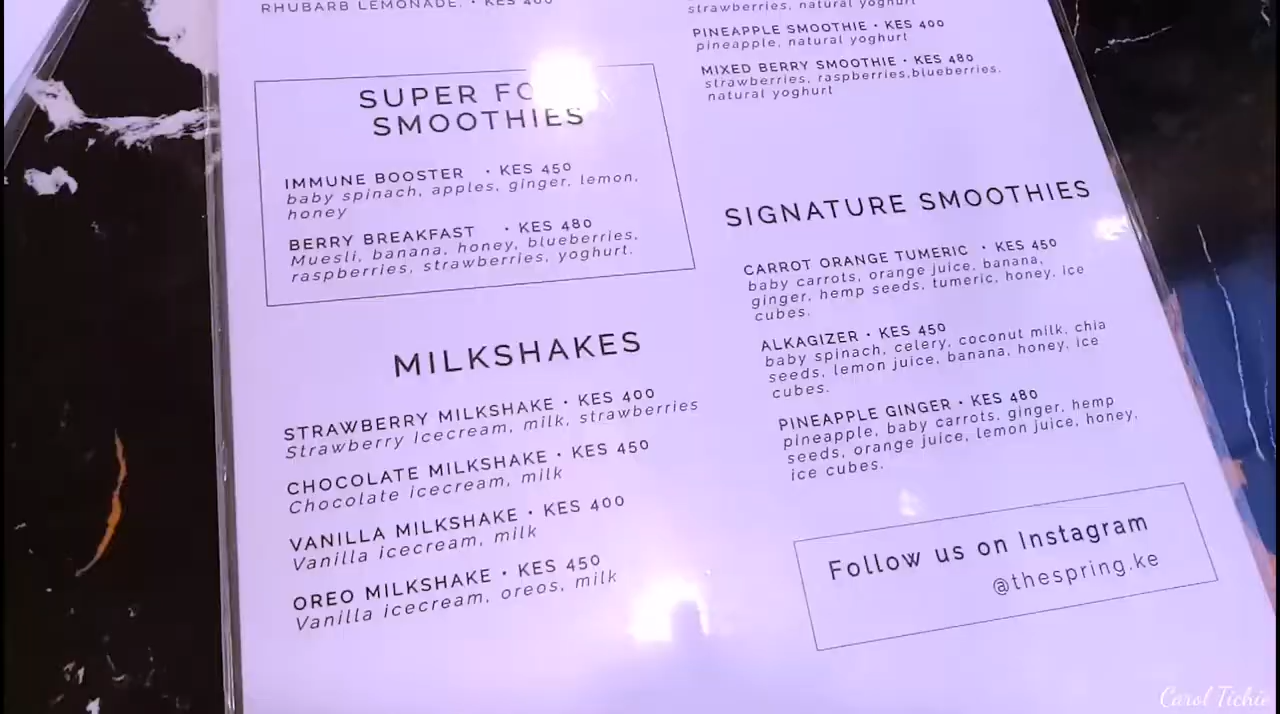 RHUBARB LEMONADE. • KES 400
SUPER
SMOOTHIES
IMMUNE BOOSTER • KES 450
baby spinach, apples, ginger, lemon,
honey
BERRY BREAKFAST • KES 480
Muesli, banana, honey, blueberries,
raspberries, strawberries, yoghurt.
MILKSHAKES
STRAWBERRY MILKSHAKE • KES 400
Strawberry Icecream, milk, strawberries
CHOCOLATE MILKSHAKE • KES 450
Chocolate icecream, milk
VANILLA MILKSHAKE • KES 400
Vanilla icecream, milk
OREO MILKSHAKE • KES 450
Vanilla icecream, oreos, milk
strawberries, natural yoghurt
PINEAPPLE SMOOTHIE • KES 400
pineapple, natural yoghurt
MIXED BERRY SMOOTHIE • KES 480
strawberries, raspberries,blueberries.
natural yoghurt
SIGNATURE SMOOTHIES
CARROT ORANGE TUMERIC • KES 450
baby carrots, orange juice, banana,
ginger, hemp seeds, tumeric, honey, ice
cubes.
ALKAGIZER • KES 450
baby spinach, celery, coconut milk, chia
seeds, lemon juice, banana, honey, ice
cubes.
PINEAPPLE GINGER • KES 480
pineapple, baby carrots, ginger, hemp
seeds, orange juice, lemon juice, honey,
ice cubes.
Follow us on Instagram
@thespring.ke
Carol Tichie